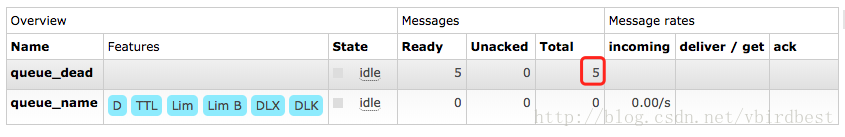 Overview Messages Message rates
Name Features State Ready Unacked Total incoming deliver / get ack
queue_dead idle 5 0 5
queue_name D TTL Lim Lim B DLX DLK idle 0 0 0 0.00/s
http://blog.csdn.net/vbirdbest